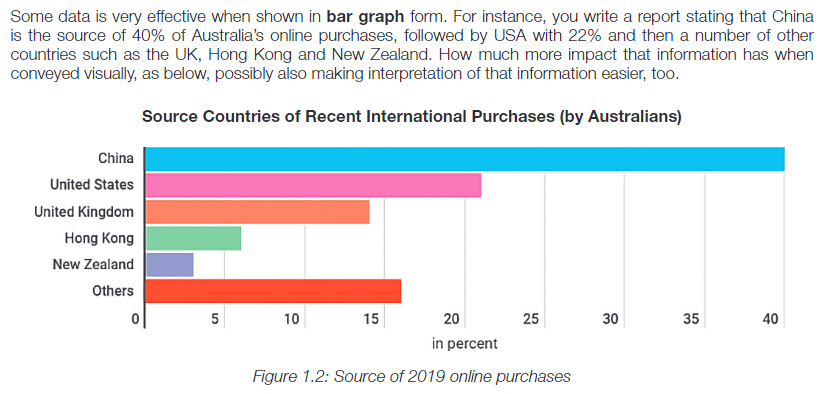 Some data is very effective when shown in bar graph form. For instance, you write a report stating that China
is the source of 40% of Australia’s online purchases, followed by USA with 22% and then a number of other
countries such as the UK, Hong Kong and New Zealand. How much more impact that information has when
conveyed visually, as below, possibly also making interpretation of that information easier, too.
Source Countries of Recent International Purchases (by Australians)
China
United States
United Kingdom
Hong Kong
New Zealand
Others
0 5 10 15 20 25 30 35 40
in percent
Figure 1.2: Source of 2019 online purchases